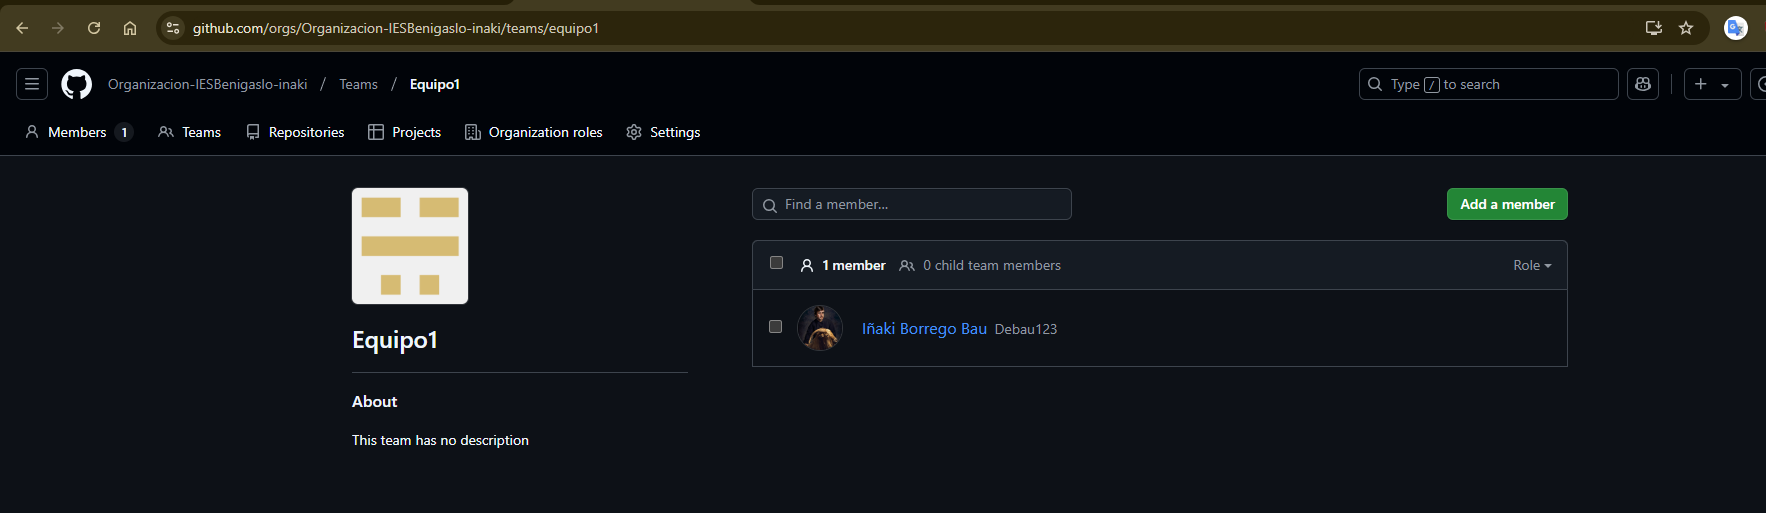 github.com/orgs/Organizacion-IESBenigaslo-inaki/teams/equipo1
Organizacion-IESBenigaslo-inaki / Teams / Equipo1
Type / to search
Members 1 Teams Repositories Projects Organization roles Settings
Find a member...
Add a member
1 member 0 child team members Role
Iñaki Borrego Bau Debau123
Equipo1
About
This team has no description